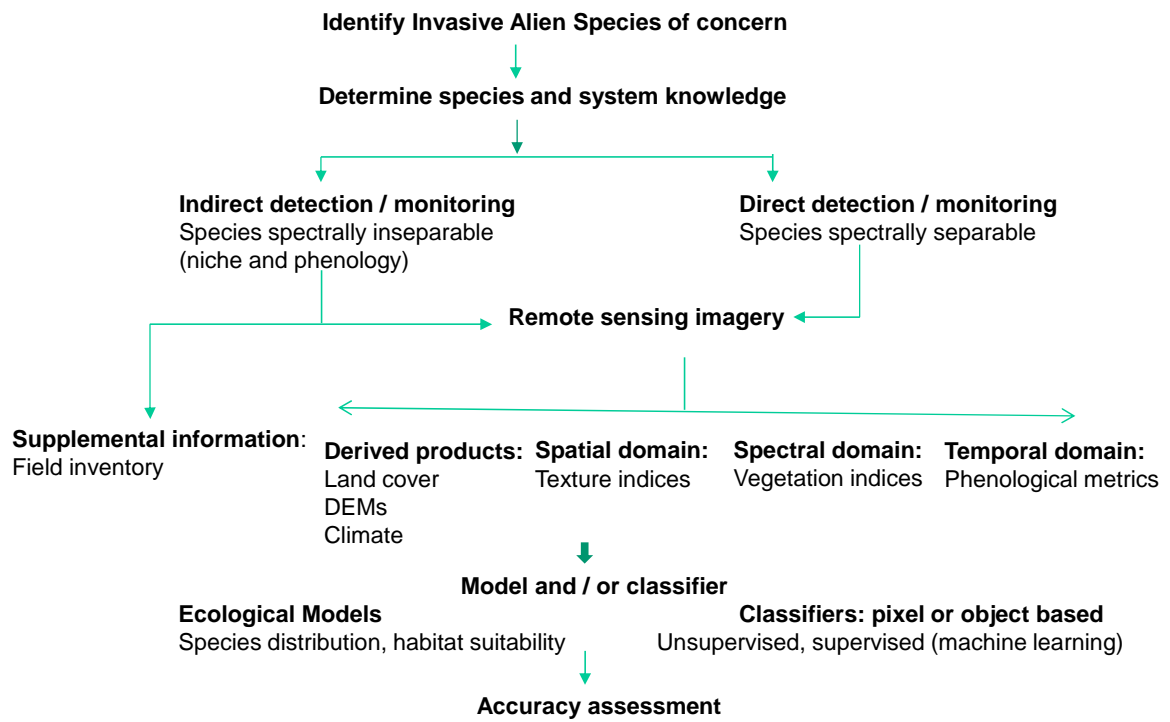 Identify Invasive Alien Species of concern
Determine species and system knowledge
Indirect detection / monitoring
Species spectrally inseparable
(niche and phenology)
Direct detection / monitoring
Species spectrally separable
Remote sensing imagery
Supplemental information:
Field inventory
Derived products:
Land cover
DEMs
Climate
Spatial domain:
Texture indices
Spectral domain:
Vegetation indices
Temporal domain:
Phenological metrics
Model and / or classifier
Ecological Models
Species distribution, habitat suitability
Classifiers: pixel or object based
Unsupervised, supervised (machine learning)
Accuracy assessment